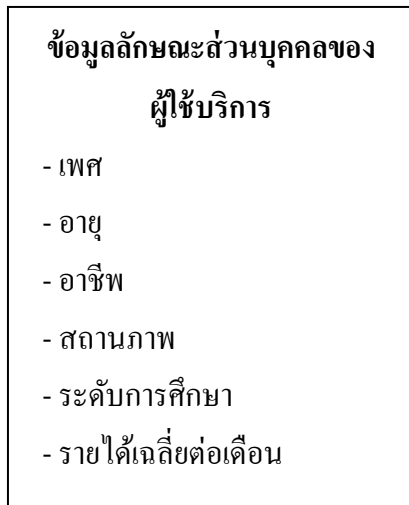 ข้อมูลลักษณะส่วนบุคคลของ
ผู้ใช้บริการ
- เพศ
- อายุ
- อาชีพ
- สถานภาพ
- ระดับการศึกษา
- รายได้เฉลี่ยต่อเดือน